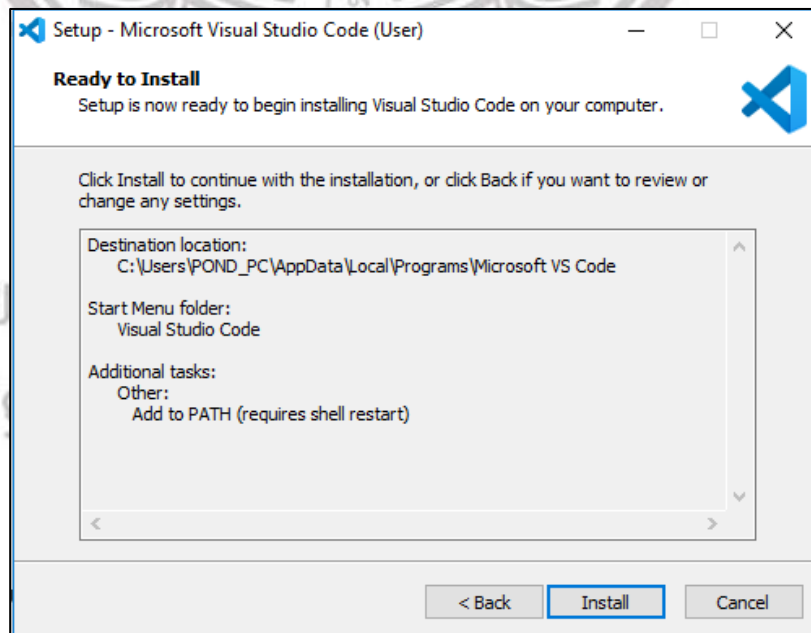 Setup - Microsoft Visual Studio Code (User)
Ready to Install
Setup is now ready to begin installing Visual Studio Code on your computer.
Click Install to continue with the installation, or click Back if you want to review or
change any settings.
Destination location:
C:\Users\POND_PC\AppData\Local\Programs\Microsoft VS Code
Start Menu folder:
Visual Studio Code
Additional tasks:
Other:
Add to PATH (requires shell restart)
< Back
Install
Cancel